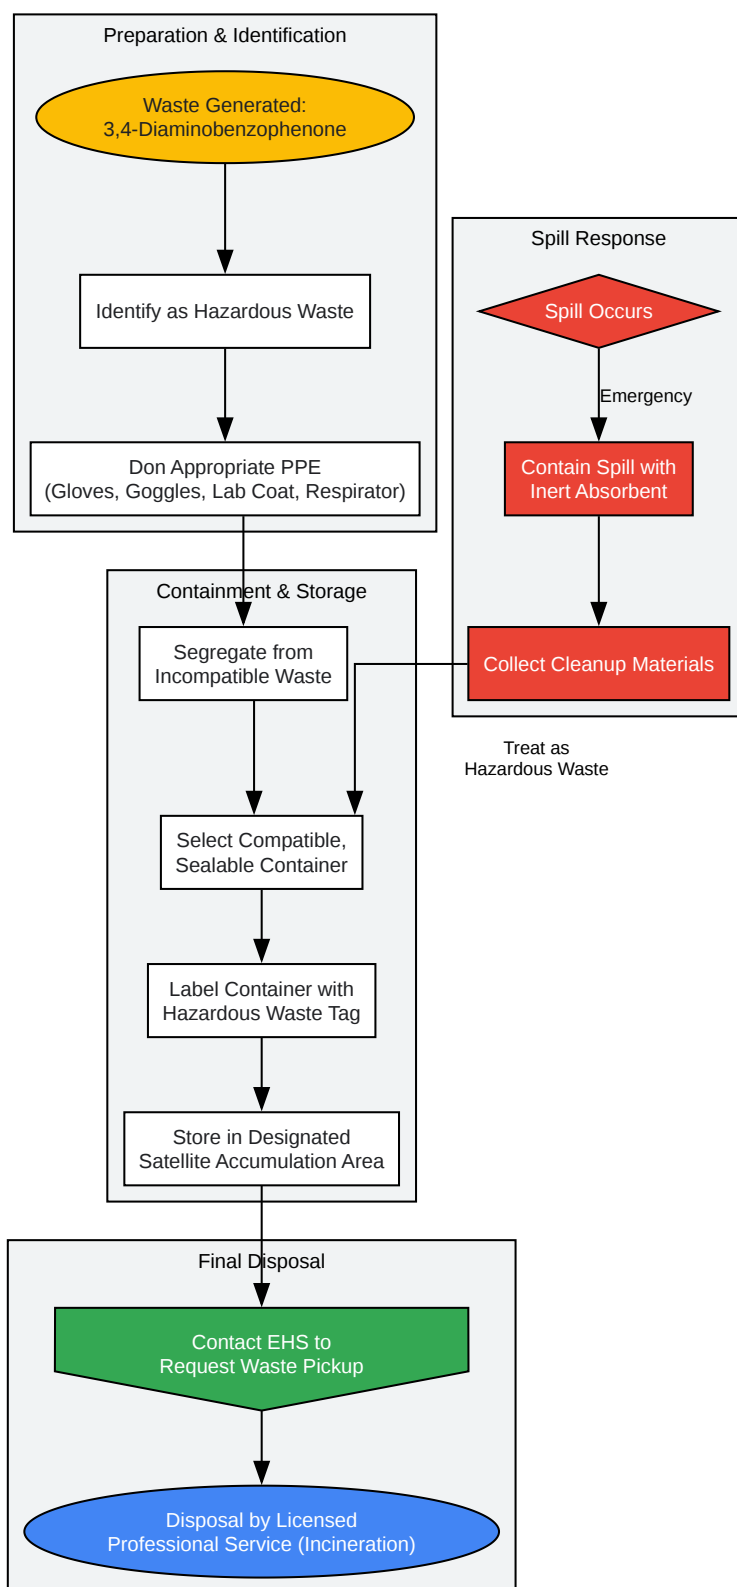 Preparation & Identification
Waste Generated:
3,4-Diaminobenzophenone
Identify as Hazardous Waste
Don Appropriate PPE
(Gloves, Goggles, Lab Coat, Respirator)
Spill Response
Spill Occurs
Emergency
Contain Spill with
Inert Absorbent
Collect Cleanup Materials
Treat as
Hazardous Waste
Containment & Storage
Segregate from
Incompatible Waste
Select Compatible,
Sealable Container
Label Container with
Hazardous Waste Tag
Store in Designated
Satellite Accumulation Area
Final Disposal
Contact EHS to
Request Waste Pickup
Disposal by Licensed
Professional Service (Incineration)